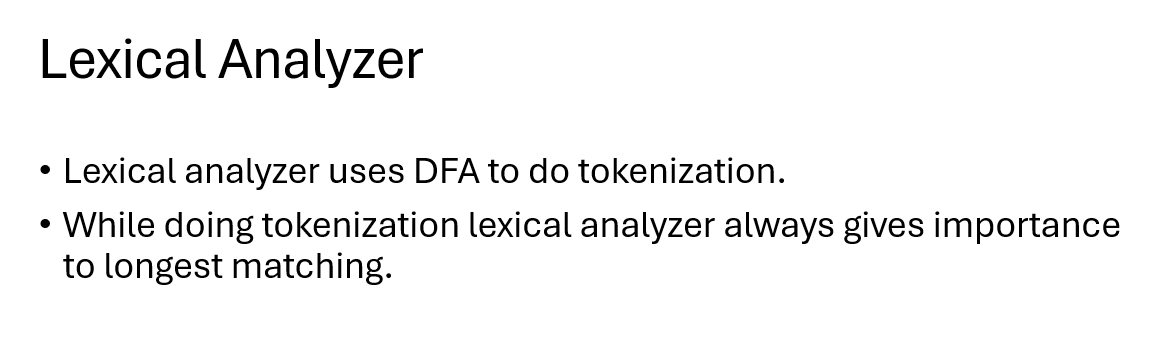 Lexical Analyzer
• Lexical analyzer uses DFA to do tokenization.
• While doing tokenization lexical analyzer always gives importance
to longest matching.